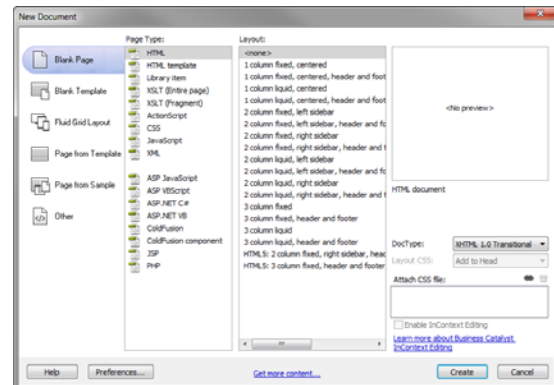 New Document
Page Type:
Layout:
Blank Page
Blank Template
Fluid Grid Layout
Page from Template
Page from Sample
Other
HTML
HTML template
Library item
XSLT (Entire page)
XSLT (Fragment)
ActionScript
CSS
JavaScript
XML
ASP JavaScript
ASP VBScript
ASP.NET C#
ASP.NET VB
ColdFusion
ColdFusion component
JSP
PHP
<none>
1 column fixed, centered
1 column fixed, centered, header and foot
1 column liquid, centered
1 column liquid, centered, header and foot
2 column fixed, left sidebar
2 column fixed, left sidebar, header and fo
2 column fixed, right sidebar
2 column fixed, right sidebar, header and f
2 column liquid, left sidebar
2 column liquid, left sidebar, header and fo
2 column liquid, right sidebar
2 column liquid, right sidebar, header and
3 column fixed
3 column fixed, header and footer
3 column liquid
3 column liquid, header and footer
HTML5: 2 column fixed, right sidebar, head
HTML5: 3 column fixed, header and footer
<No preview>
HTML document
DocType: XHTML 1.0 Transitional
Layout CSS: Add to Head
Attach CSS file:
Enable InContext Editing
Learn more about Business Catalyst
InContext Editing
Help
Preferences...
Get more content...
Create
Cancel